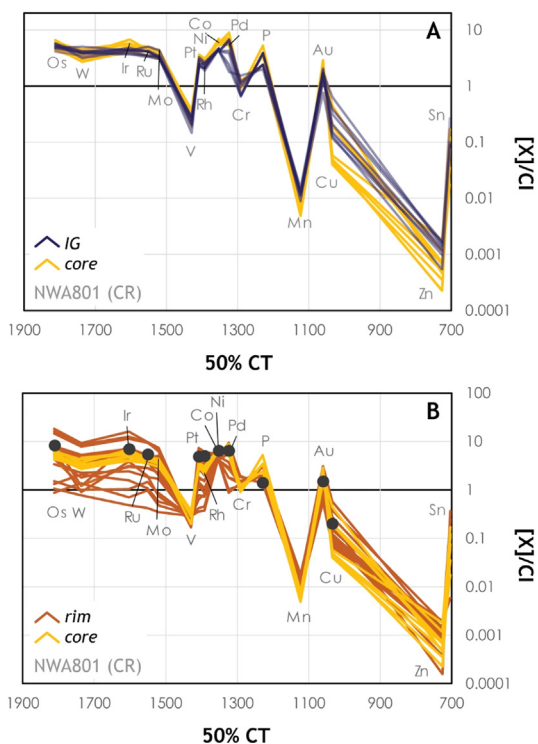 A
10
Co
Ni
Pd
Pt
P
Au
Os
W
Ir
Ru
1
Mo
Rh
Cr
Sn
V
0.1
[X]/CI
Cu
0.01
Mn
IG
core
0.001
NWA801 (CR)
Zn
0.0001
1900 1700 1500 1300 1100 900 700
50% CT
B
100
Ni
Ir
Co
Pd
Pt
P
10
Au
1
Os W
Ru
Mo
Rh
Cr
Sn
V
0.1
[X]/CI
Cu
0.01
Mn
rim
core
0.001
NWA801 (CR)
Zn
0.0001
1900 1700 1500 1300 1100 900 700
50% CT